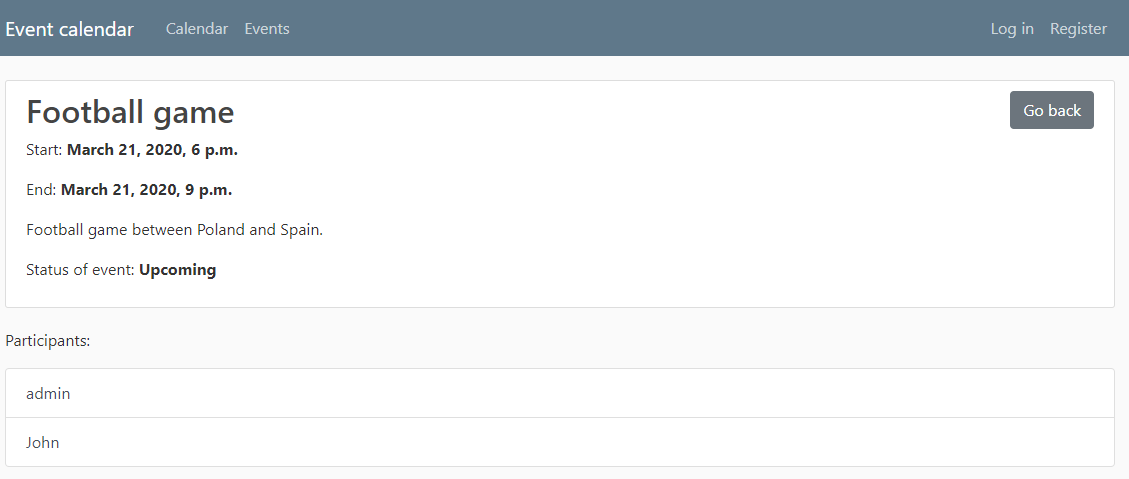 Event calendar Calendar Events Log in Register
Football game Go back
Start: March 21, 2020, 6 p.m.
End: March 21, 2020, 9 p.m.
Football game between Poland and Spain.
Status of event: Upcoming
Participants:
admin
John